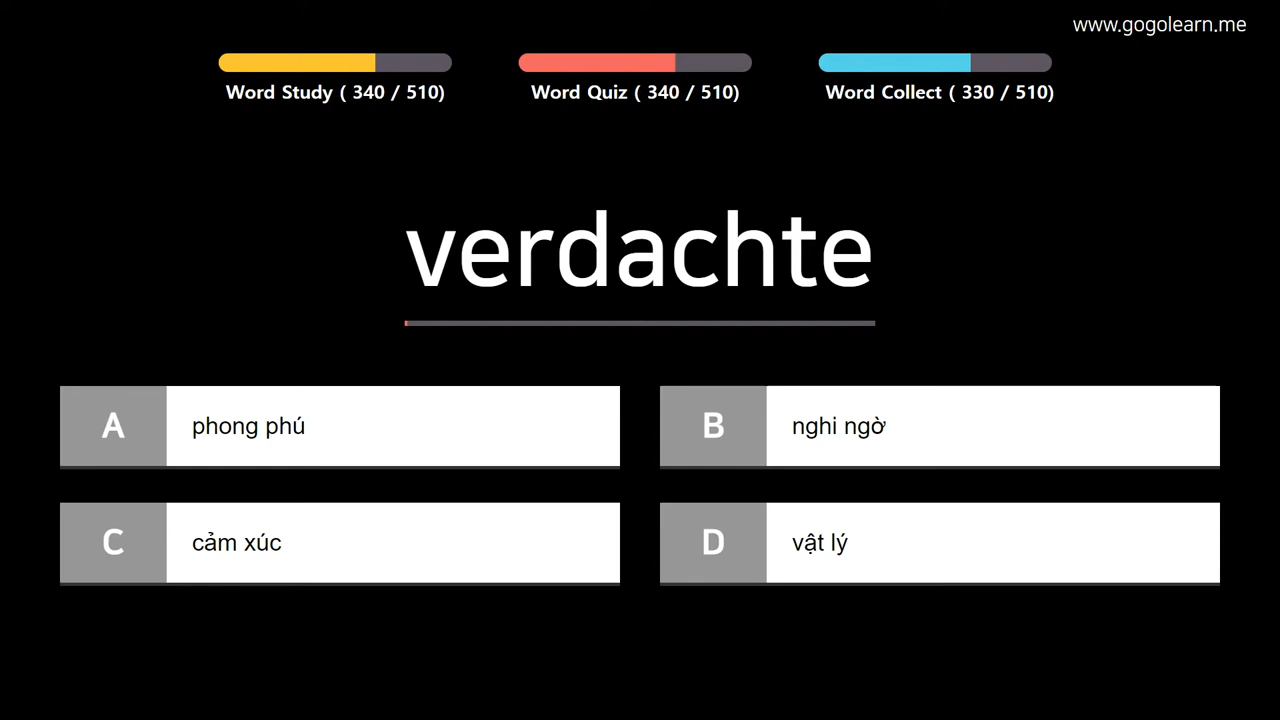 www.gogolearn.me
Word Study ( 340 / 510)
Word Quiz ( 340 / 510)
Word Collect ( 330 / 510)
verdachte
A phong phú
B nghi ngờ
C cảm xúc
D vật lý